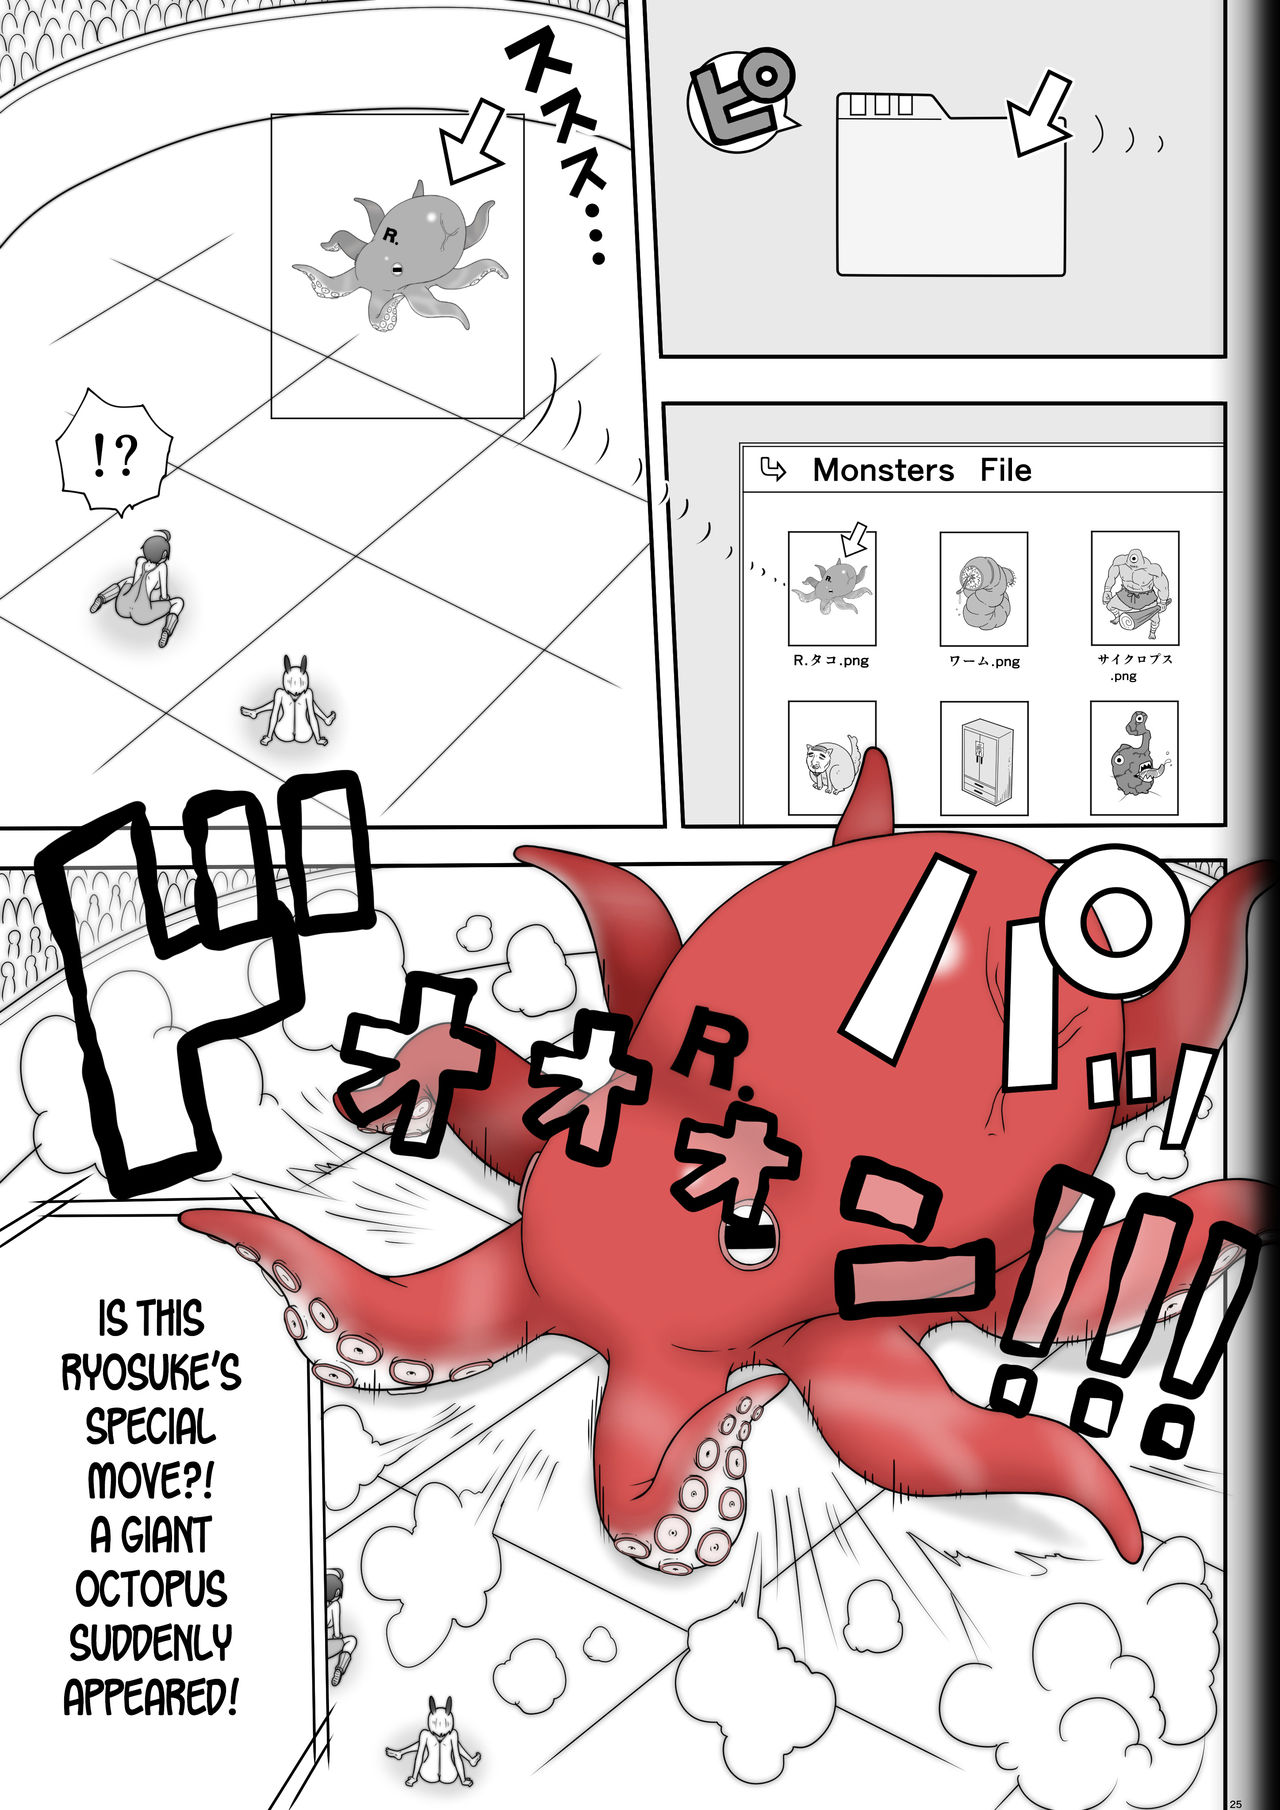 ピ
Monsters File
R.タコ.png
ワーム.png
サイクロプス
.png
R.
ススス…
R.
!?
パッ!
ドオオオン!!!
R.
IS THIS
RYOSUKE'S
SPECIAL
MOVE?!
A GIANT
OCTOPUS
SUDDENLY
APPEARED!
25